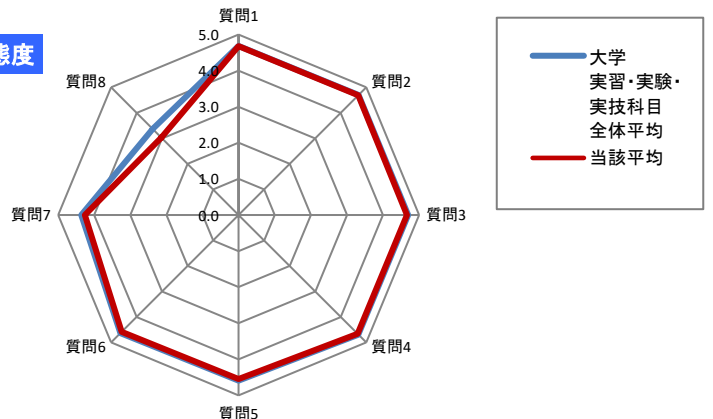 質問1
5.0
態度
4.0
質問8
質問2
3.0
2.0
1.0
質問7
0.0
質問3
質問6
質問4
質問5
大学
実習・実験・
実技科目
全体平均
当該平均